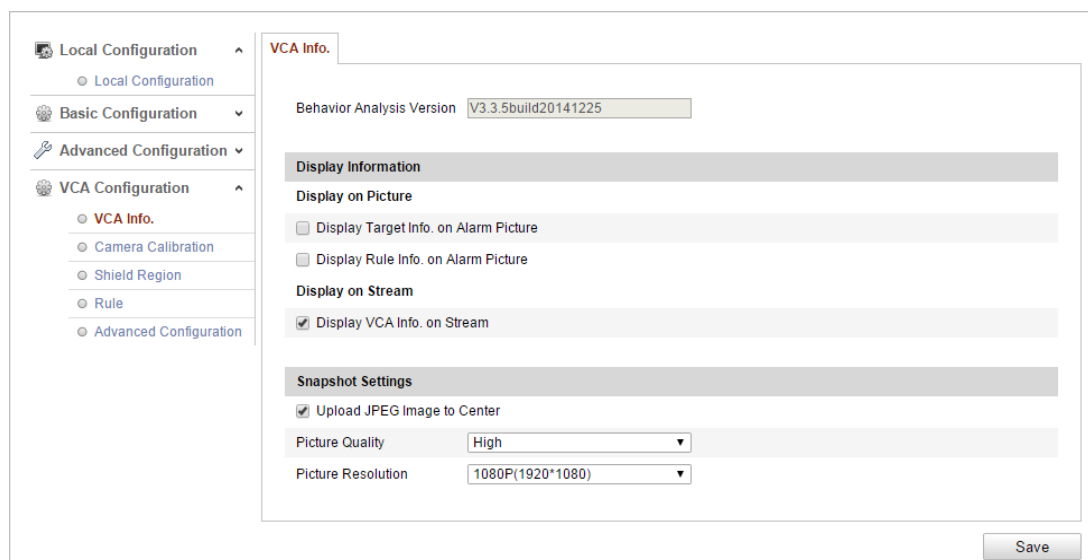 Local Configuration
Local Configuration
Basic Configuration
Advanced Configuration
VCA Configuration
VCA Info.
Camera Calibration
Shield Region
Rule
Advanced Configuration
VCA Info.
Behavior Analysis Version V3.3.5build20141225
Display Information
Display on Picture
Display Target Info. on Alarm Picture
Display Rule Info. on Alarm Picture
Display on Stream
Display VCA Info. on Stream
Snapshot Settings
Upload JPEG Image to Center
Picture Quality High
Picture Resolution 1080P(1920*1080)
Save